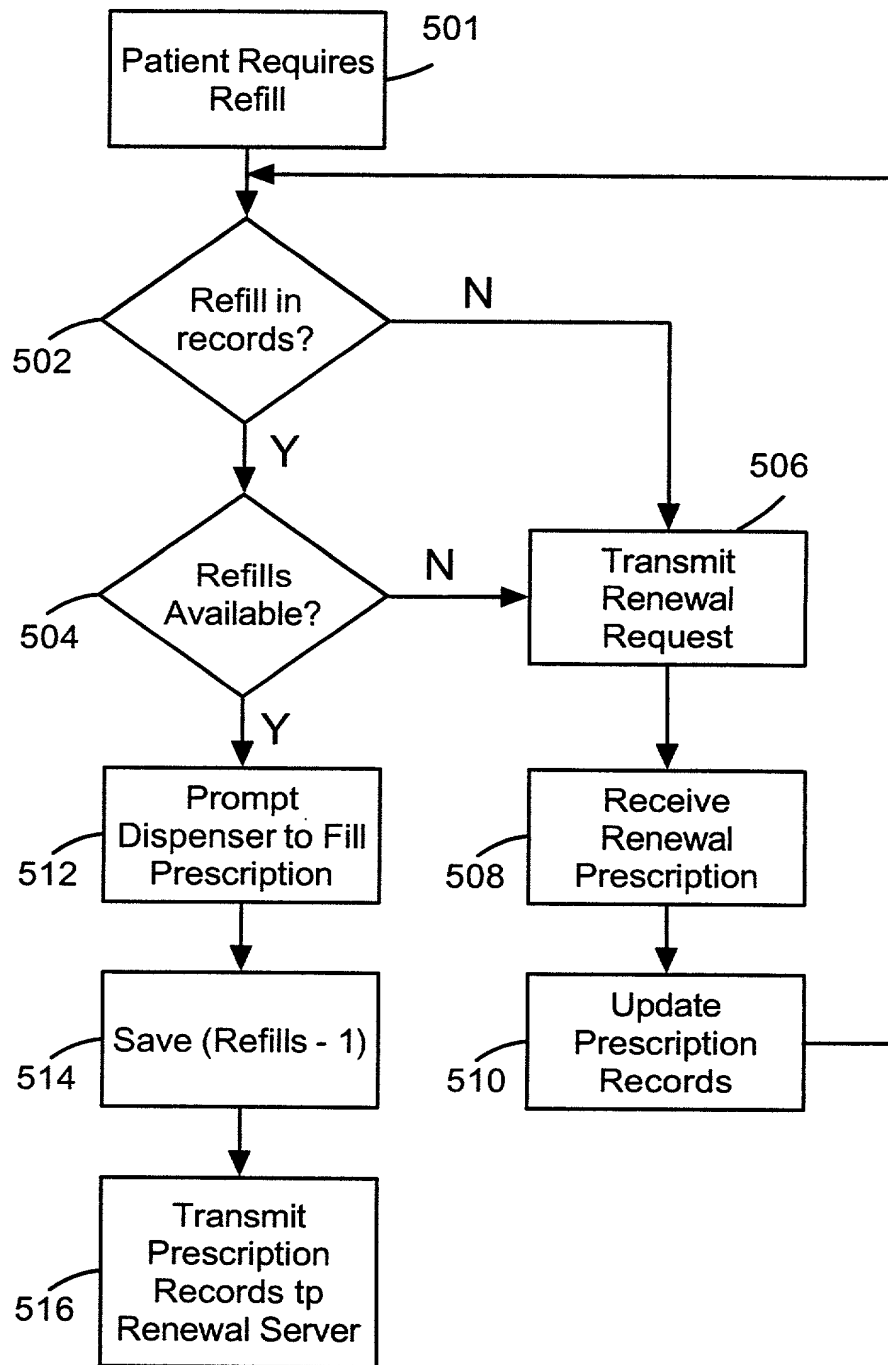 501
Patient Requires
Refill
N
Refill in
records?
502
Y
506
N
Transmit
Renewal
Request
Refills
Available?
504
Y
Prompt
Dispenser to Fill
Prescription
512
Receive
Renewal
Prescription
508
Save (Refills - 1)
514
Update
Prescription
Records
510
Transmit
Prescription
Records tp
Renewal Server
516